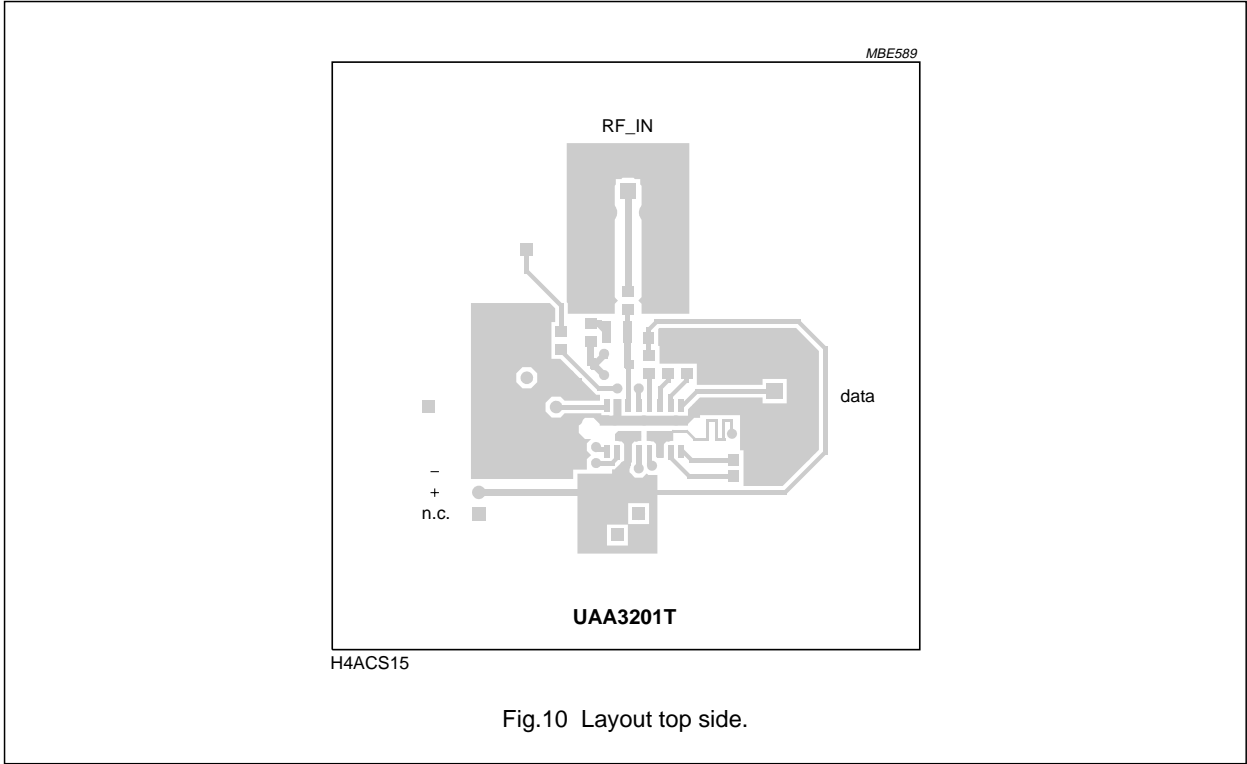 MBE589
RF_IN
data
–
+
n.c.
UAA3201T
H4ACS15
Fig.10 Layout top side.